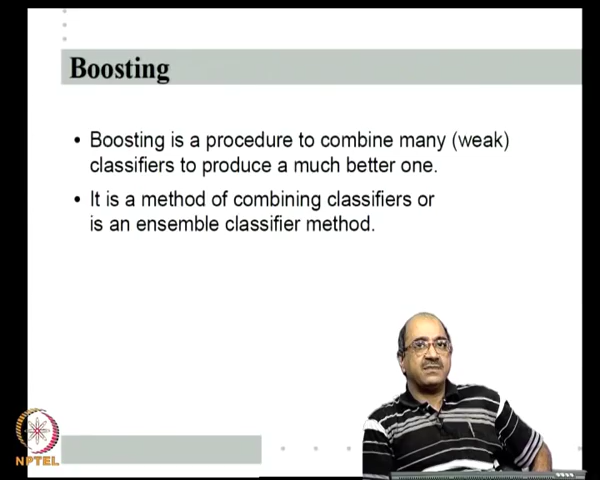 Boosting
• Boosting is a procedure to combine many (weak)
classifiers to produce a much better one.
• It is a method of combining classifiers or
is an ensemble classifier method.
NPTEL